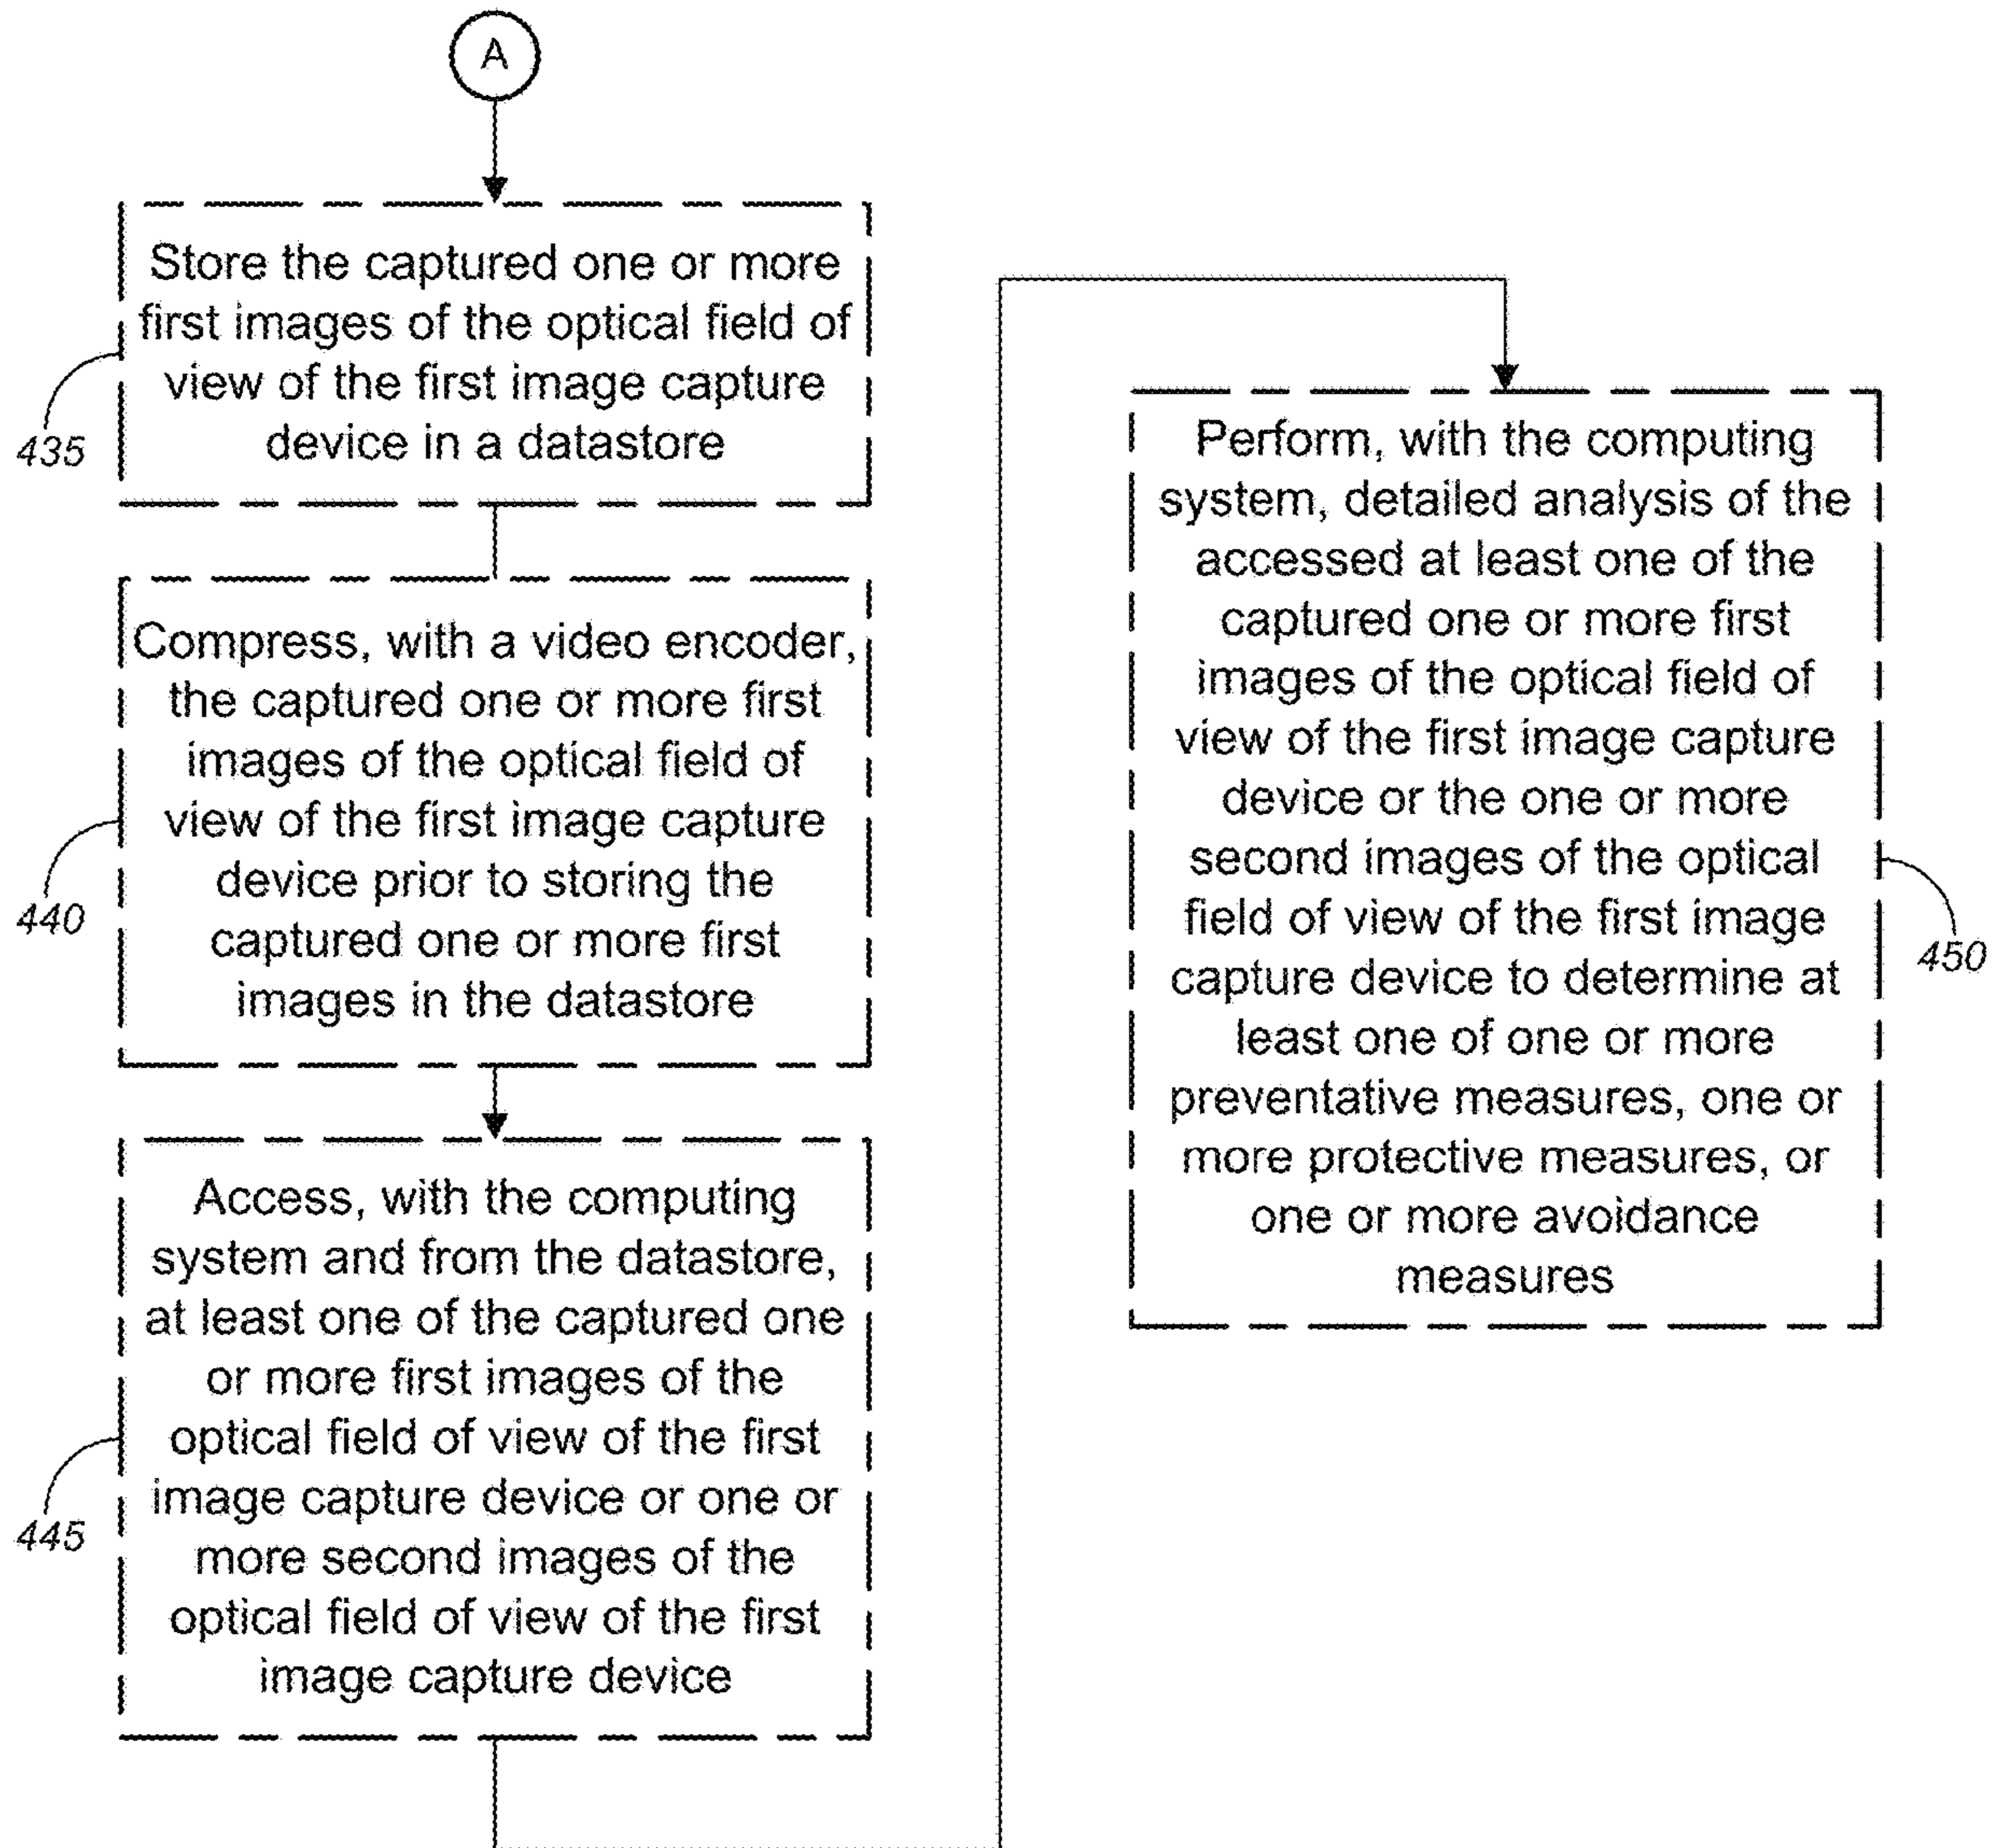 A
Store the captured one or more
first images of the optical field of
view of the first image capture
device in a datastore
435
Compress, with a video encoder,
the captured one or more first
images of the optical field of
view of the first image capture
device prior to storing the
captured one or more first
images in the datastore
440
Access, with the computing
system and from the datastore,
at least one of the captured one
or more first images of the
optical field of view of the first
image capture device or one or
more second images of the
optical field of view of the first
image capture device
445
Perform, with the computing
system, detailed analysis of the
accessed at least one of the
captured one or more first
images of the optical field of
view of the first image capture
device or the one or more
second images of the optical
field of view of the first image
capture device to determine at
least one of one or more
preventative measures, one or
more protective measures, or
one or more avoidance
measures
450